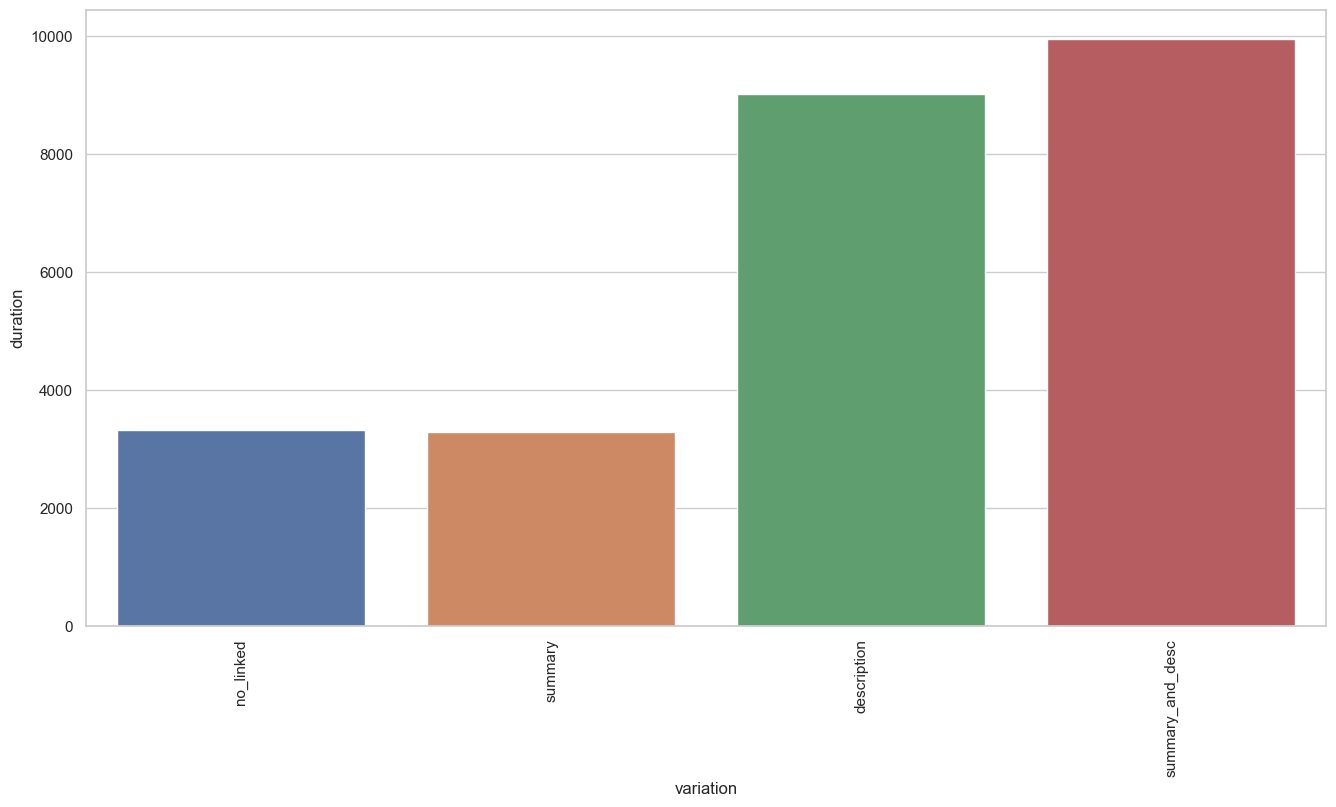 10000
8000
6000
4000
2000
0
duration
no_linked
summary
description
summary_and_desc
variation